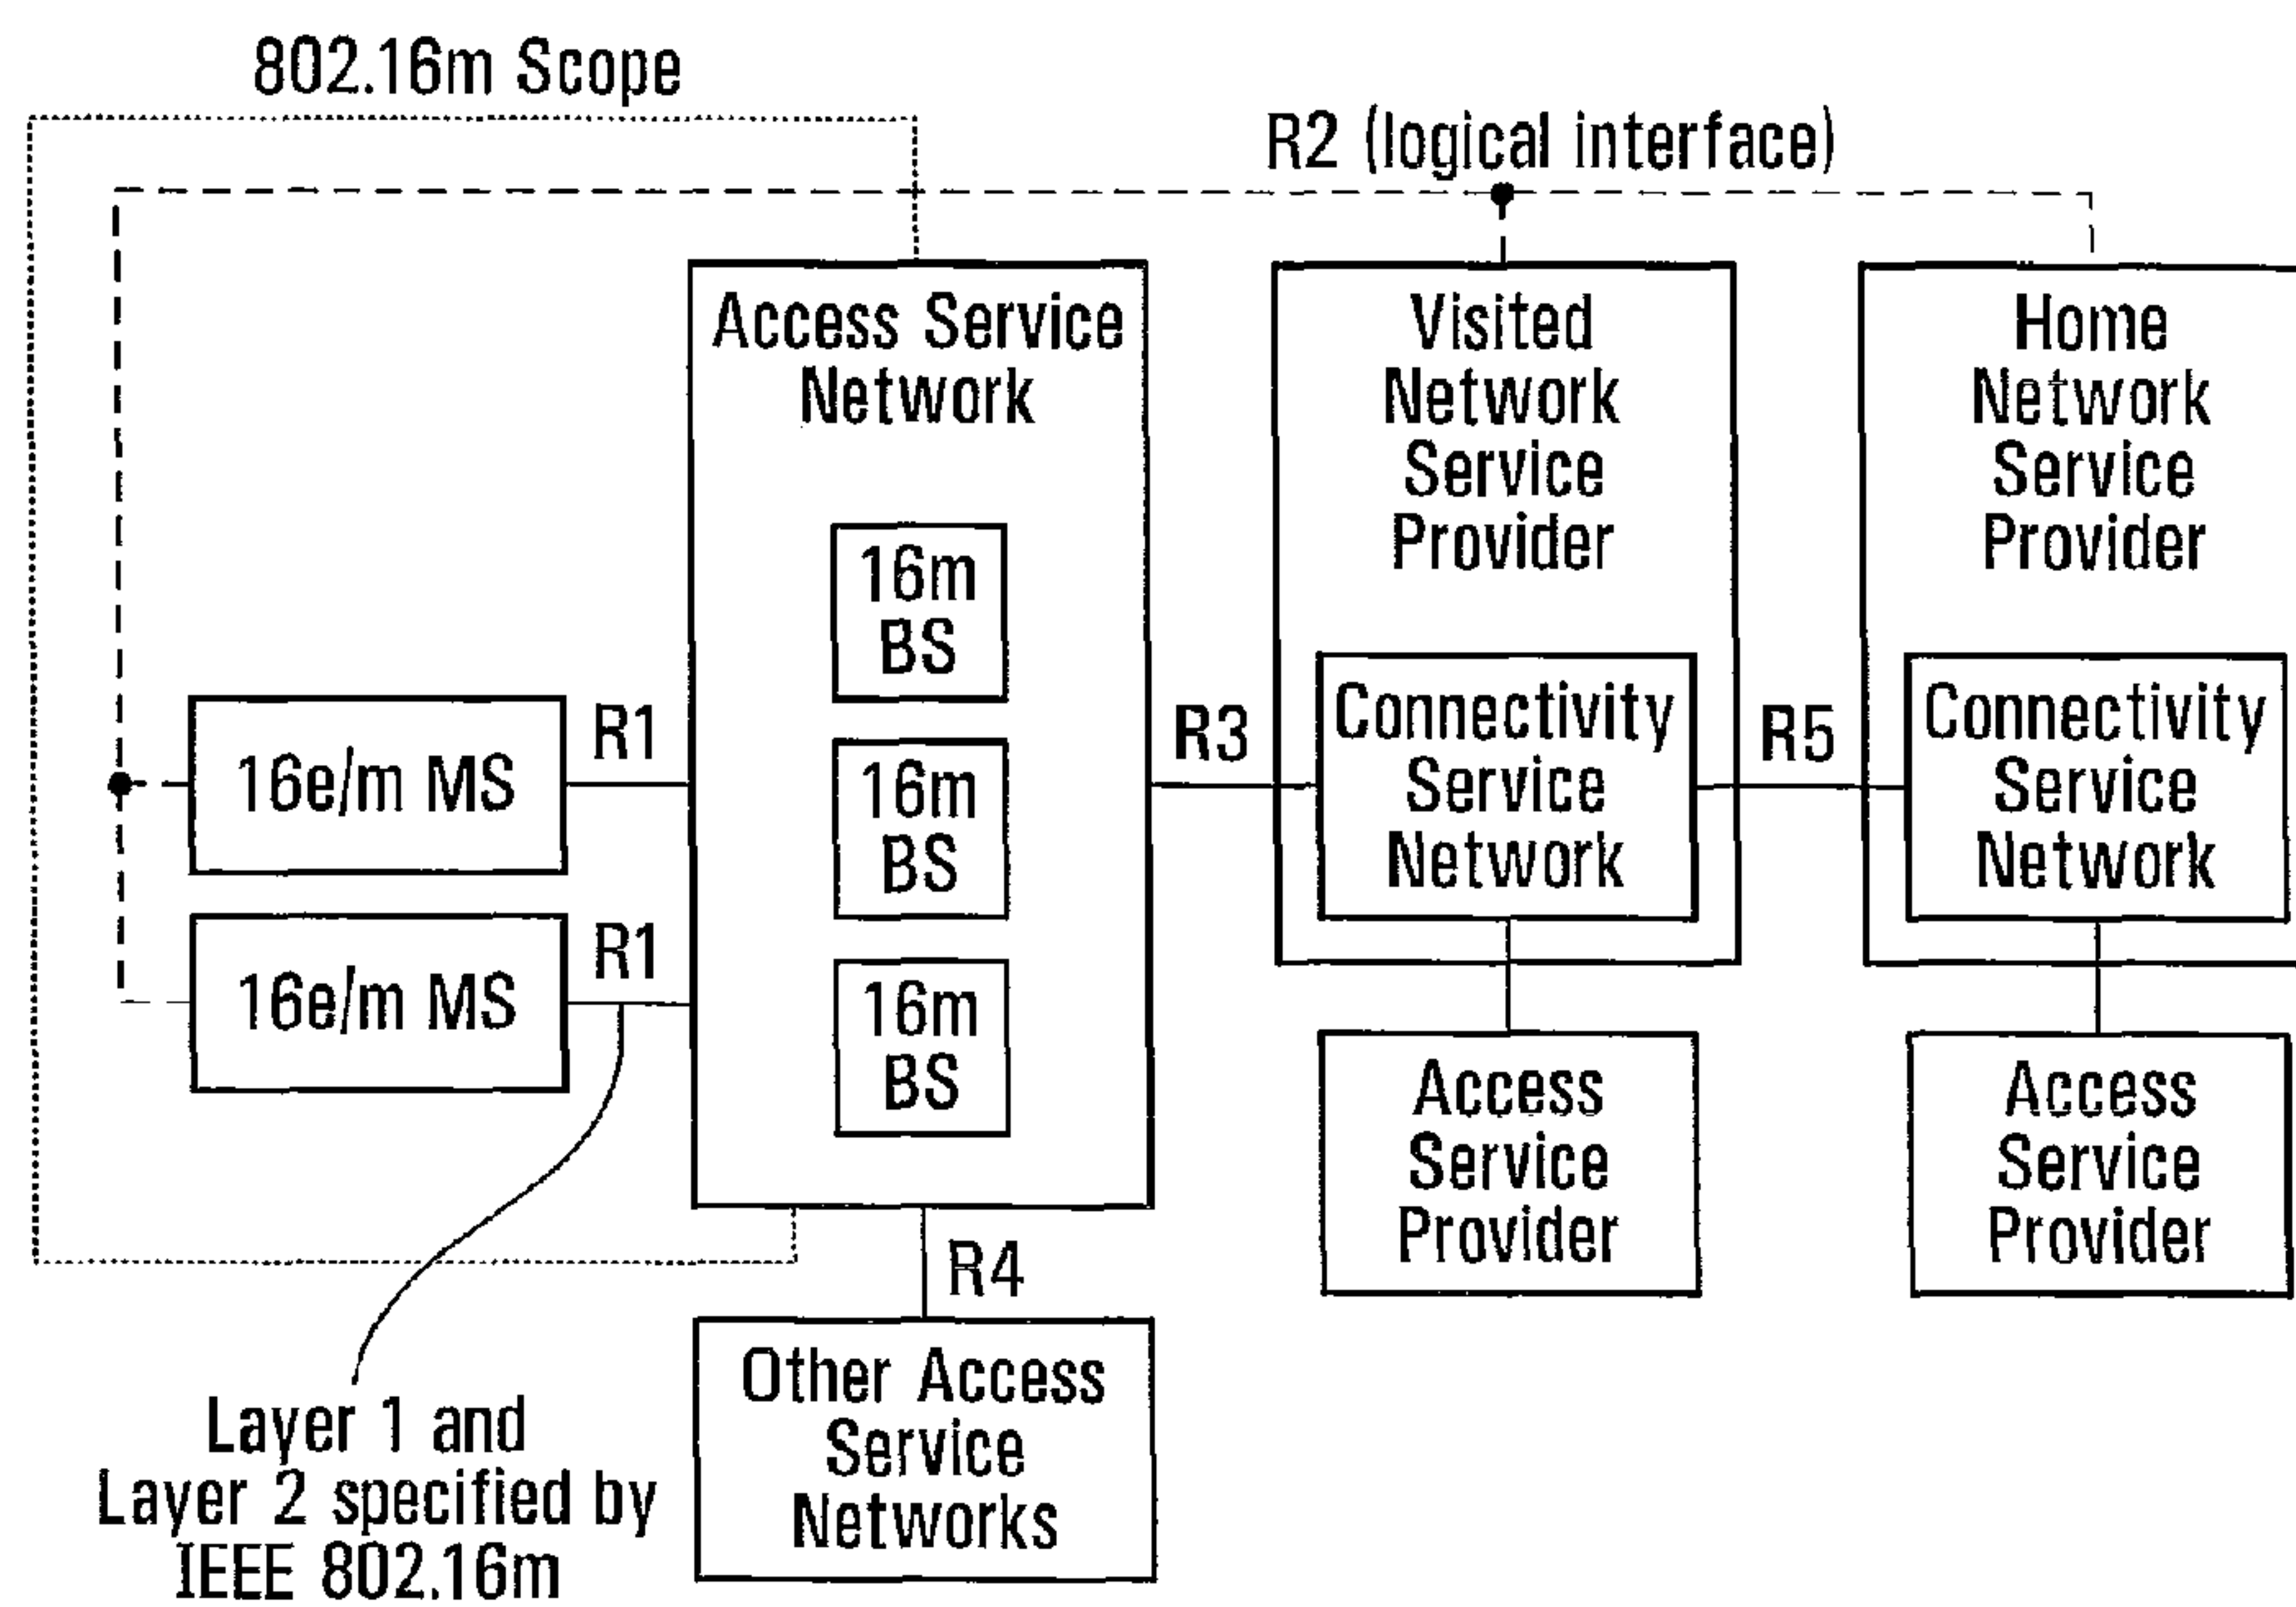 802.16m Scope
R2 (logical interface)
Access Service
Network
16m
BS
16m
BS
16m
BS
Visited
Network
Service
Provider
Home
Network
Service
Provider
16e/m MS
R1
16e/m MS
R1
R3
Connectivity
Service
Network
R5
Connectivity
Service
Network
Access
Service
Provider
Access
Service
Provider
R4
Other Access
Service
Networks
Layer 1 and
Layer 2 specified by
IEEE 802.16m